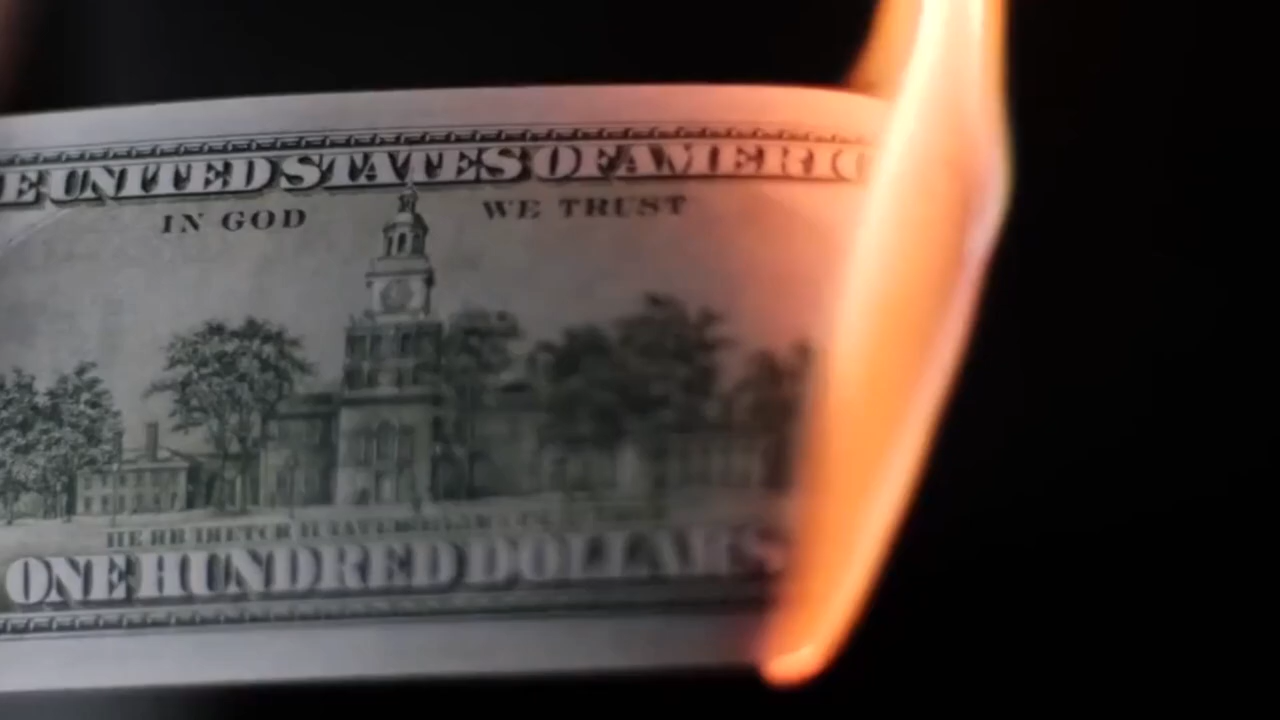 E UNITED STATES OF AMERIC
IN GOD WE TRUST
ONE HUNDRED DOLLARS